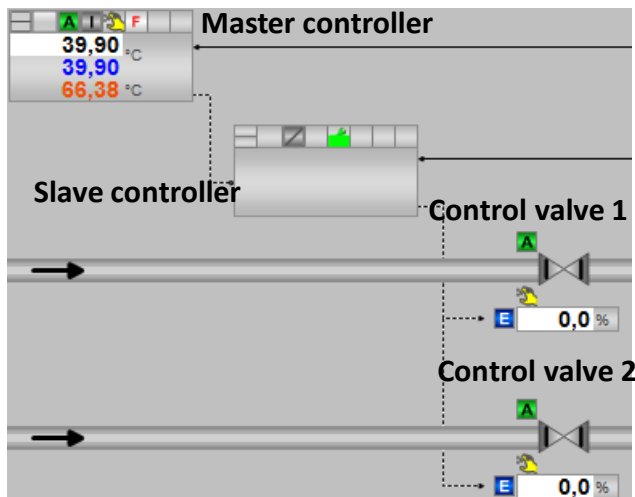 A I F Master controller
39,90 °C
39,90
66,38 °C
Slave controller
Control valve 1
A
E 0,0 %
Control valve 2
A
E 0,0 %